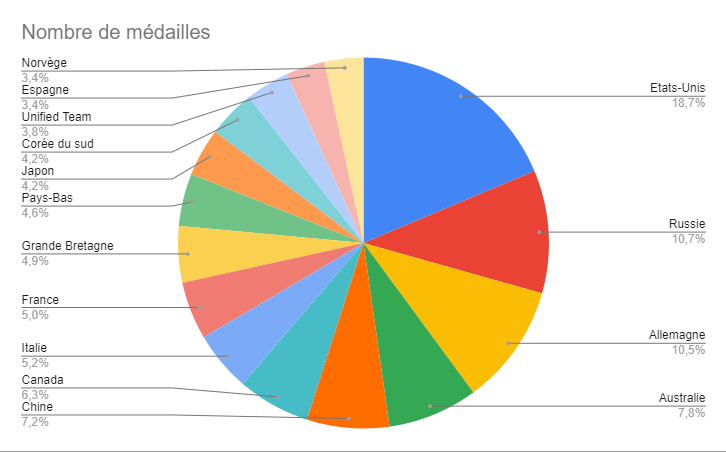 Nombre de médailles
Norvège
3,4%
Espagne
3,4%
Unified Team
3,8%
Corée du sud
4,2%
Japon
4,2%
Pays-Bas
4,6%
Grande Bretagne
4,9%
France
5,0%
Italie
5,2%
Canada
6,3%
Chine
7,2%
Etats-Unis
18,7%
Russie
10,7%
Allemagne
10,5%
Australie
7,8%